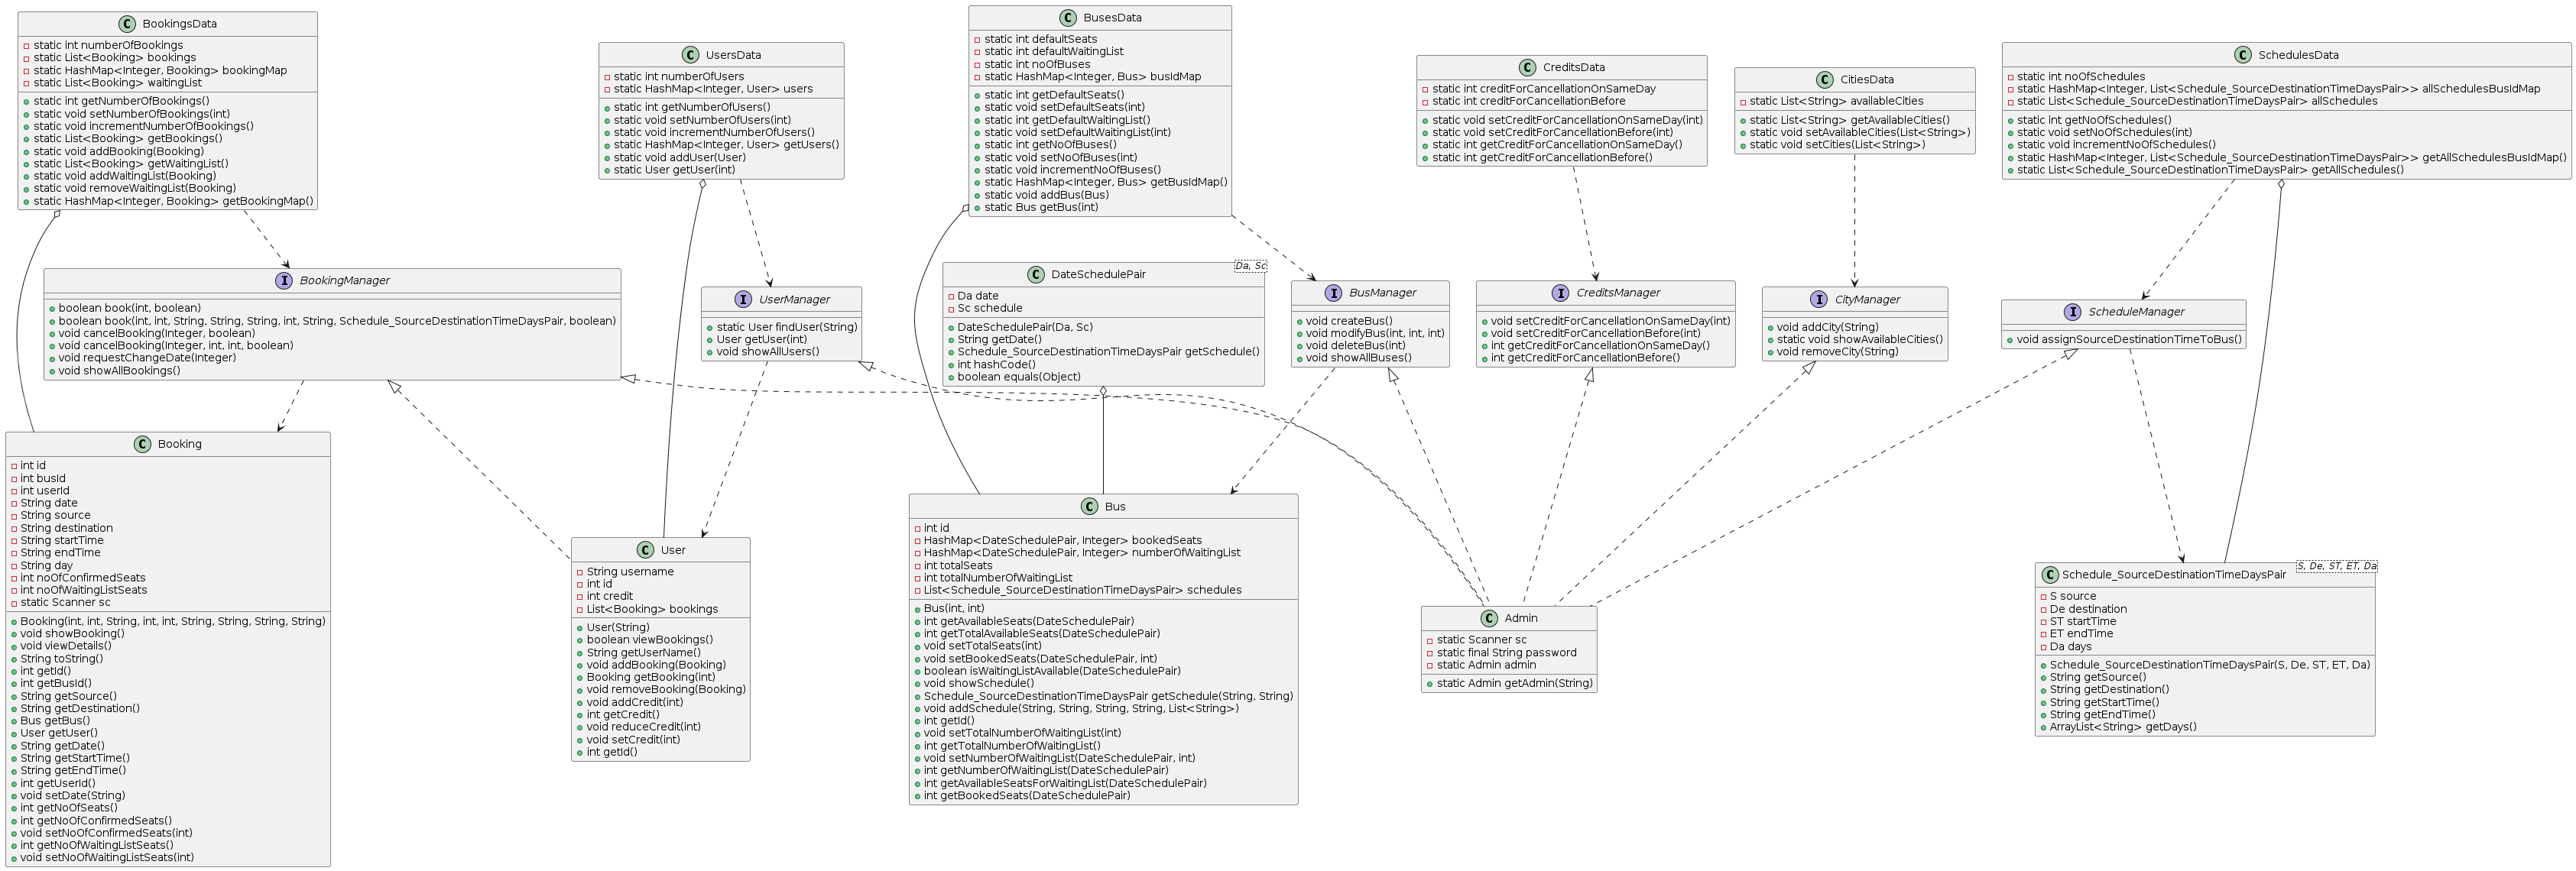 BookingsData
static int numberOfBookings
static List<Booking> bookings
static HashMap<Integer, Booking> bookingMap
static List<Booking> waitingList
static int getNumberOfBookings()
static void setNumberOfBookings(int)
static void incrementNumberOfBookings()
static List<Booking> getBookings()
static void addBooking(Booking)
static List<Booking> getWaitingList()
static void addWaitingList(Booking)
static void removeWaitingList(Booking)
static HashMap<Integer, Booking> getBookingMap()
UsersData
static int numberOfUsers
static HashMap<Integer, User> users
static int getNumberOfUsers()
static void setNumberOfUsers(int)
static void incrementNumberOfUsers()
static HashMap<Integer, User> getUsers()
static void addUser(User)
static User getUser(int)
BusesData
static int defaultSeats
static int defaultWaitingList
static int noOfBuses
static HashMap<Integer, Bus> busIdMap
static int getDefaultSeats()
static void setDefaultSeats(int)
static int getDefaultWaitingList()
static void setDefaultWaitingList(int)
static int getNoOfBuses()
static void setNoOfBuses(int)
static void incrementNoOfBuses()
static HashMap<Integer, Bus> getBusIdMap()
static void addBus(Bus)
static Bus getBus(int)
CreditsData
static int creditForCancellationOnSameDay
static int creditForCancellationBefore
static void setCreditForCancellationOnSameDay(int)
static void setCreditForCancellationBefore(int)
static int getCreditForCancellationOnSameDay()
static int getCreditForCancellationBefore()
CitiesData
static List<String> availableCities
static List<String> getAvailableCities()
static void setAvailableCities(List<String>)
static void setCities(List<String>)
SchedulesData
static int noOfSchedules
static HashMap<Integer, List<Schedule_SourceDestinationTimeDaysPair>> allSchedulesBusIdMap
static List<Schedule_SourceDestinationTimeDaysPair> allSchedules
static int getNoOfSchedules()
static void setNoOfSchedules(int)
static void incrementNoOfSchedules()
static HashMap<Integer, List<Schedule_SourceDestinationTimeDaysPair>> getAllSchedulesBusIdMap()
static List<Schedule_SourceDestinationTimeDaysPair> getAllSchedules()
BookingManager
boolean book(int, boolean)
boolean book(int, int, String, String, String, int, String, Schedule_SourceDestinationTimeDaysPair, boolean)
void cancelBooking(Integer, boolean)
void cancelBooking(Integer, int, int, boolean)
void requestChangeDate(Integer)
void showAllBookings()
UserManager
static User findUser(String)
User getUser(int)
void showAllUsers()
DateSchedulePair
Da, Sc
Da date
Sc schedule
DateSchedulePair(Da, Sc)
String getDate()
Schedule_SourceDestinationTimeDaysPair getSchedule()
int hashCode()
boolean equals(Object)
BusManager
void createBus()
void modifyBus(int, int, int)
void deleteBus(int)
void showAllBuses()
CreditsManager
void setCreditForCancellationOnSameDay(int)
void setCreditForCancellationBefore(int)
int getCreditForCancellationOnSameDay()
int getCreditForCancellationBefore()
CityManager
void addCity(String)
static void showAvailableCities()
void removeCity(String)
ScheduleManager
void assignSourceDestinationTimeToBus()
Booking
int id
int busId
int userId
String date
String source
String destination
String startTime
String endTime
String day
int noOfConfirmedSeats
int noOfWaitingListSeats
static Scanner sc
Booking(int, int, String, int, int, String, String, String, String)
void showBooking()
void viewDetails()
String toString()
int getId()
int getBusId()
String getSource()
String getDestination()
Bus getBus()
User getUser()
String getDate()
String getStartTime()
String getEndTime()
int getUserId()
void setDate(String)
int getNoOfSeats()
int getNoOfConfirmedSeats()
void setNoOfConfirmedSeats(int)
int getNoOfWaitingListSeats()
void setNoOfWaitingListSeats(int)
User
String username
int id
int credit
List<Booking> bookings
User(String)
boolean viewBookings()
String getUserName()
void addBooking(Booking)
Booking getBooking(int)
void removeBooking(Booking)
void addCredit(int)
int getCredit()
void reduceCredit(int)
void setCredit(int)
int getId()
Bus
int id
HashMap<DateSchedulePair, Integer> bookedSeats
HashMap<DateSchedulePair, Integer> numberOfWaitingList
int totalSeats
int totalNumberOfWaitingList
List<Schedule_SourceDestinationTimeDaysPair> schedules
Bus(int, int)
int getAvailableSeats(DateSchedulePair)
int getTotalAvailableSeats(DateSchedulePair)
void setTotalSeats(int)
void setBookedSeats(DateSchedulePair, int)
boolean isWaitingListAvailable(DateSchedulePair)
void showSchedule()
Schedule_SourceDestinationTimeDaysPair getSchedule(String, String)
void addSchedule(String, String, String, String, List<String>)
int getId()
void setTotalNumberOfWaitingList(int)
int getTotalNumberOfWaitingList()
void setNumberOfWaitingList(DateSchedulePair, int)
int getNumberOfWaitingList(DateSchedulePair)
int getAvailableSeatsForWaitingList(DateSchedulePair)
int getBookedSeats(DateSchedulePair)
Admin
static Scanner sc
static final String password
static Admin admin
static Admin getAdmin(String)
Schedule_SourceDestinationTimeDaysPair
S, De, ST, ET, Da
S source
De destination
ST startTime
ET endTime
Da days
Schedule_SourceDestinationTimeDaysPair(S, De, ST, ET, Da)
String getSource()
String getDestination()
String getStartTime()
String getEndTime()
ArrayList<String> getDays()